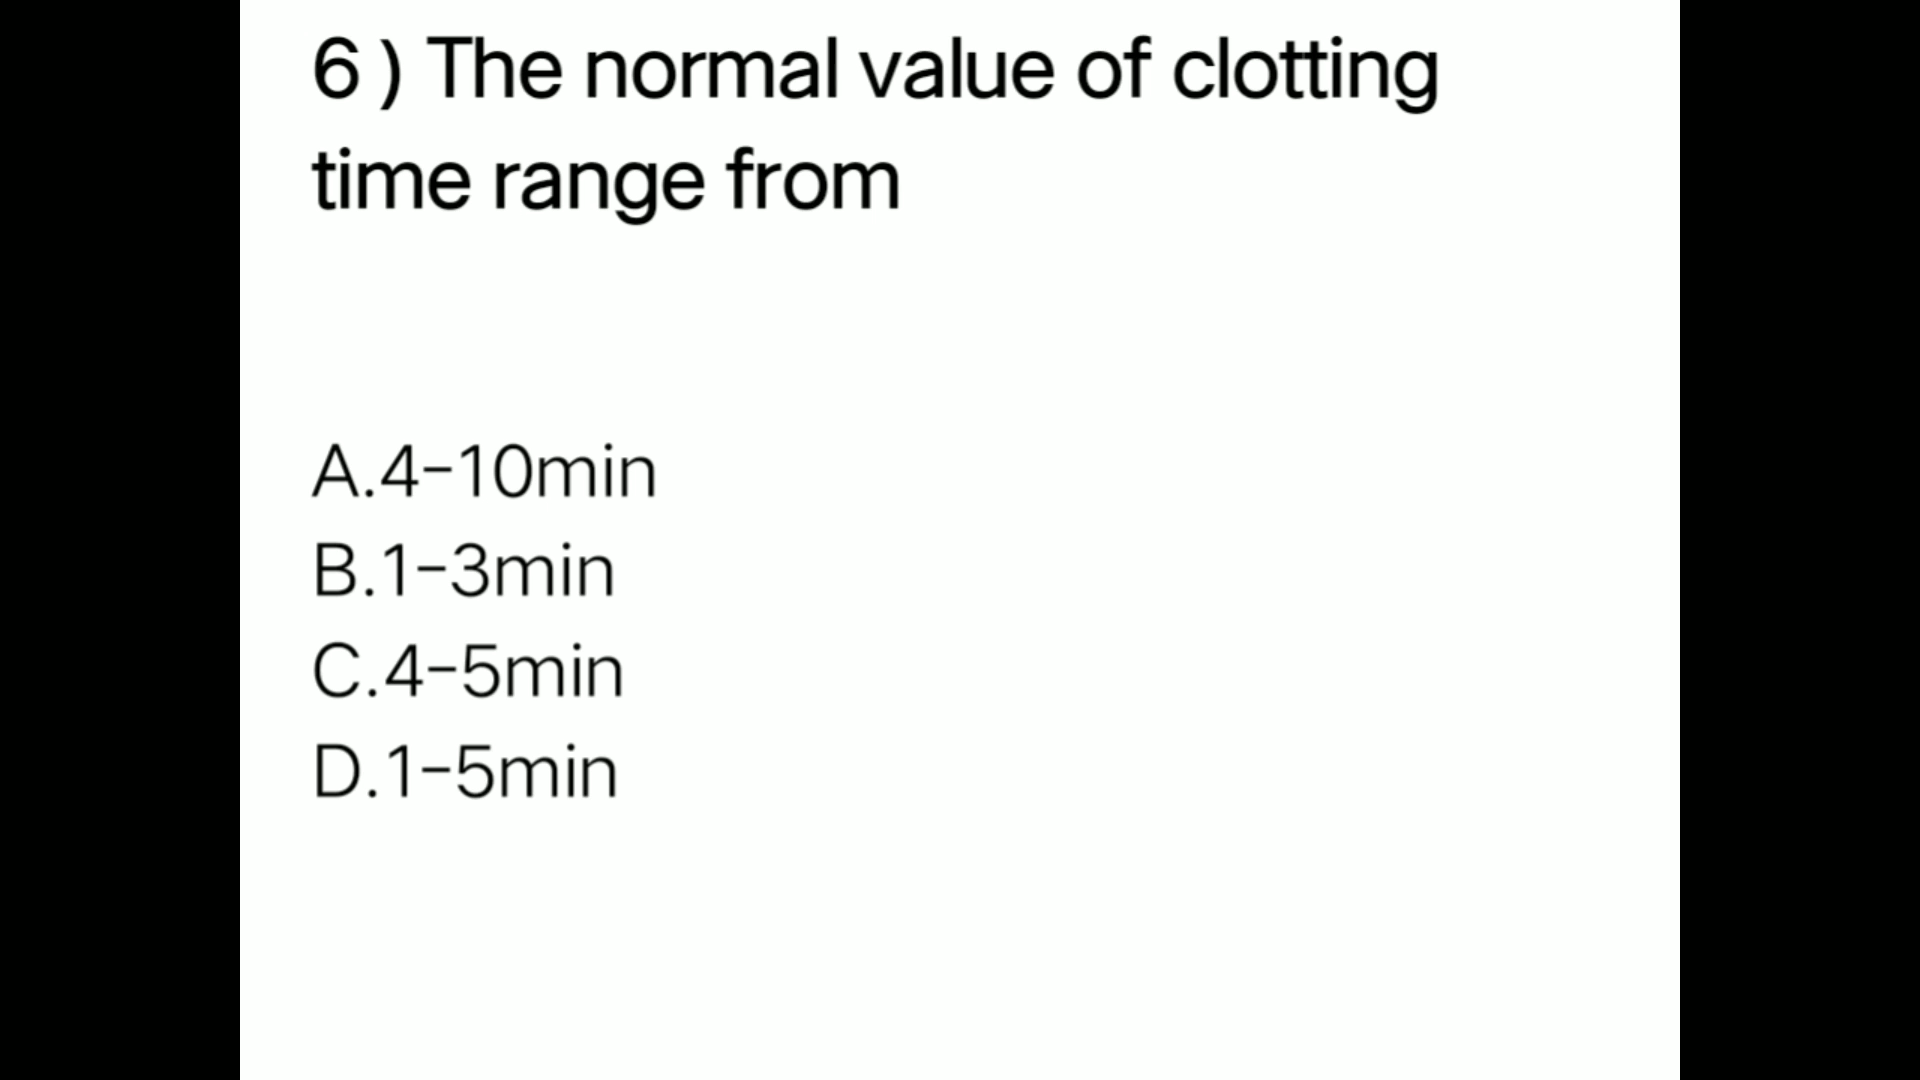 6 ) The normal value of clotting
time range from
A.4-10min
B.1-3min
C.4-5min
D.1-5min